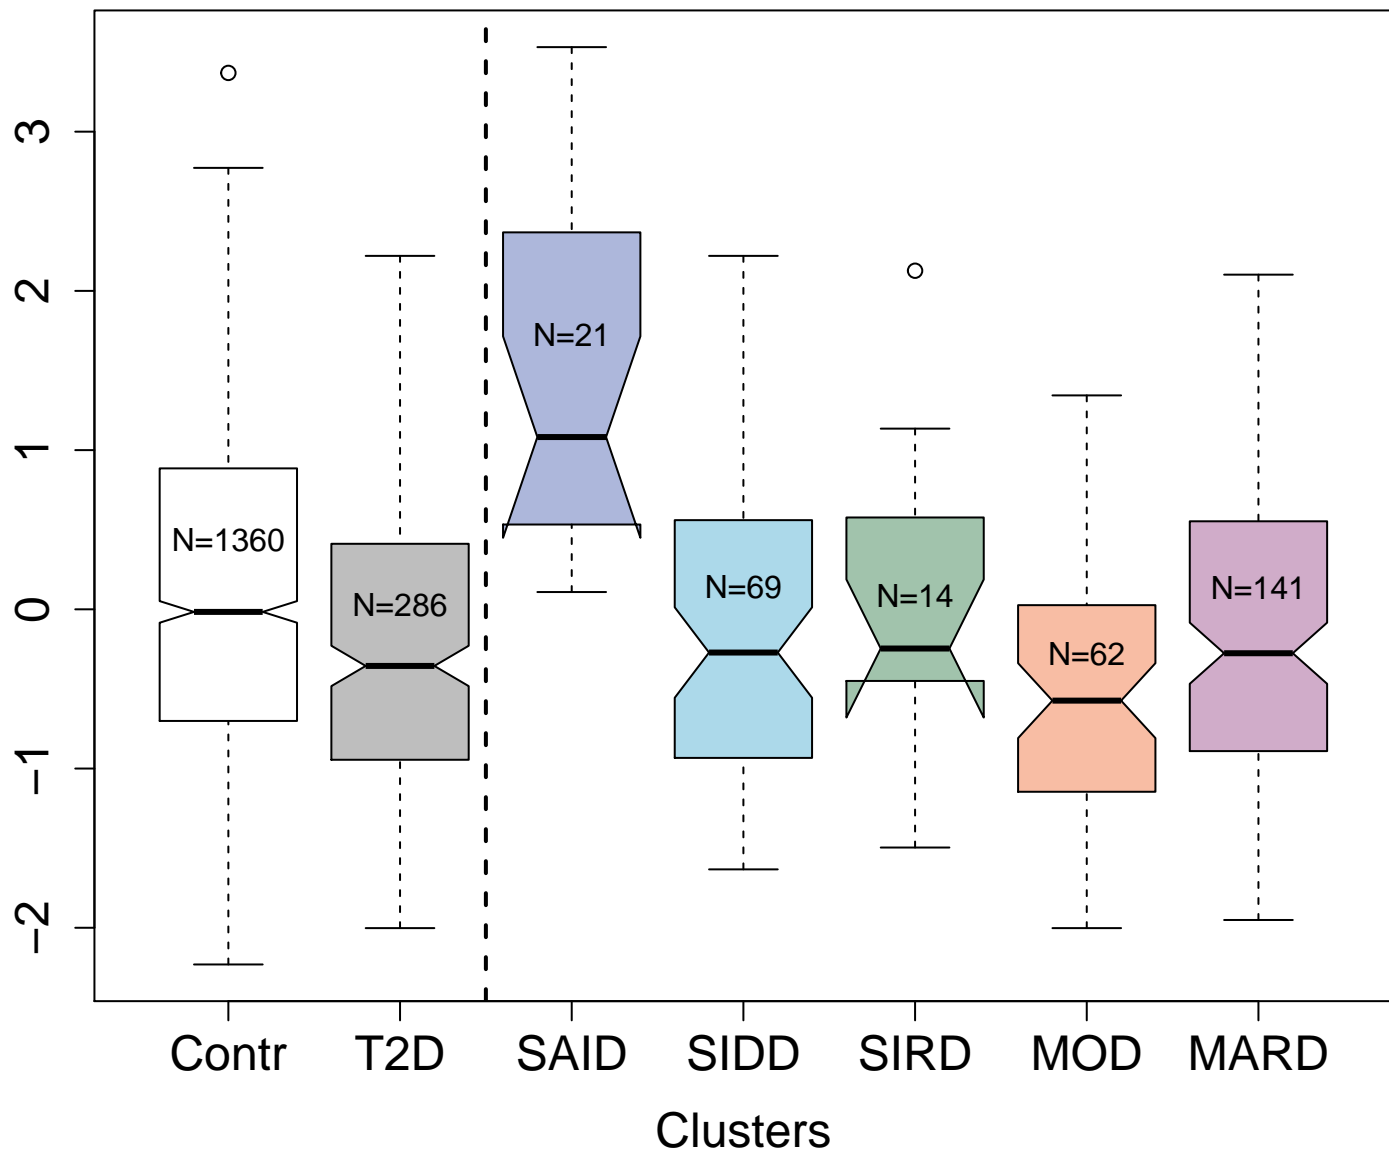 3
2
1
0
−1
−2
N=1360
N=286
N=21
N=69
N=14
N=62
N=141
Contr T2D SAID SIDD SIRD MOD MARD
Clusters